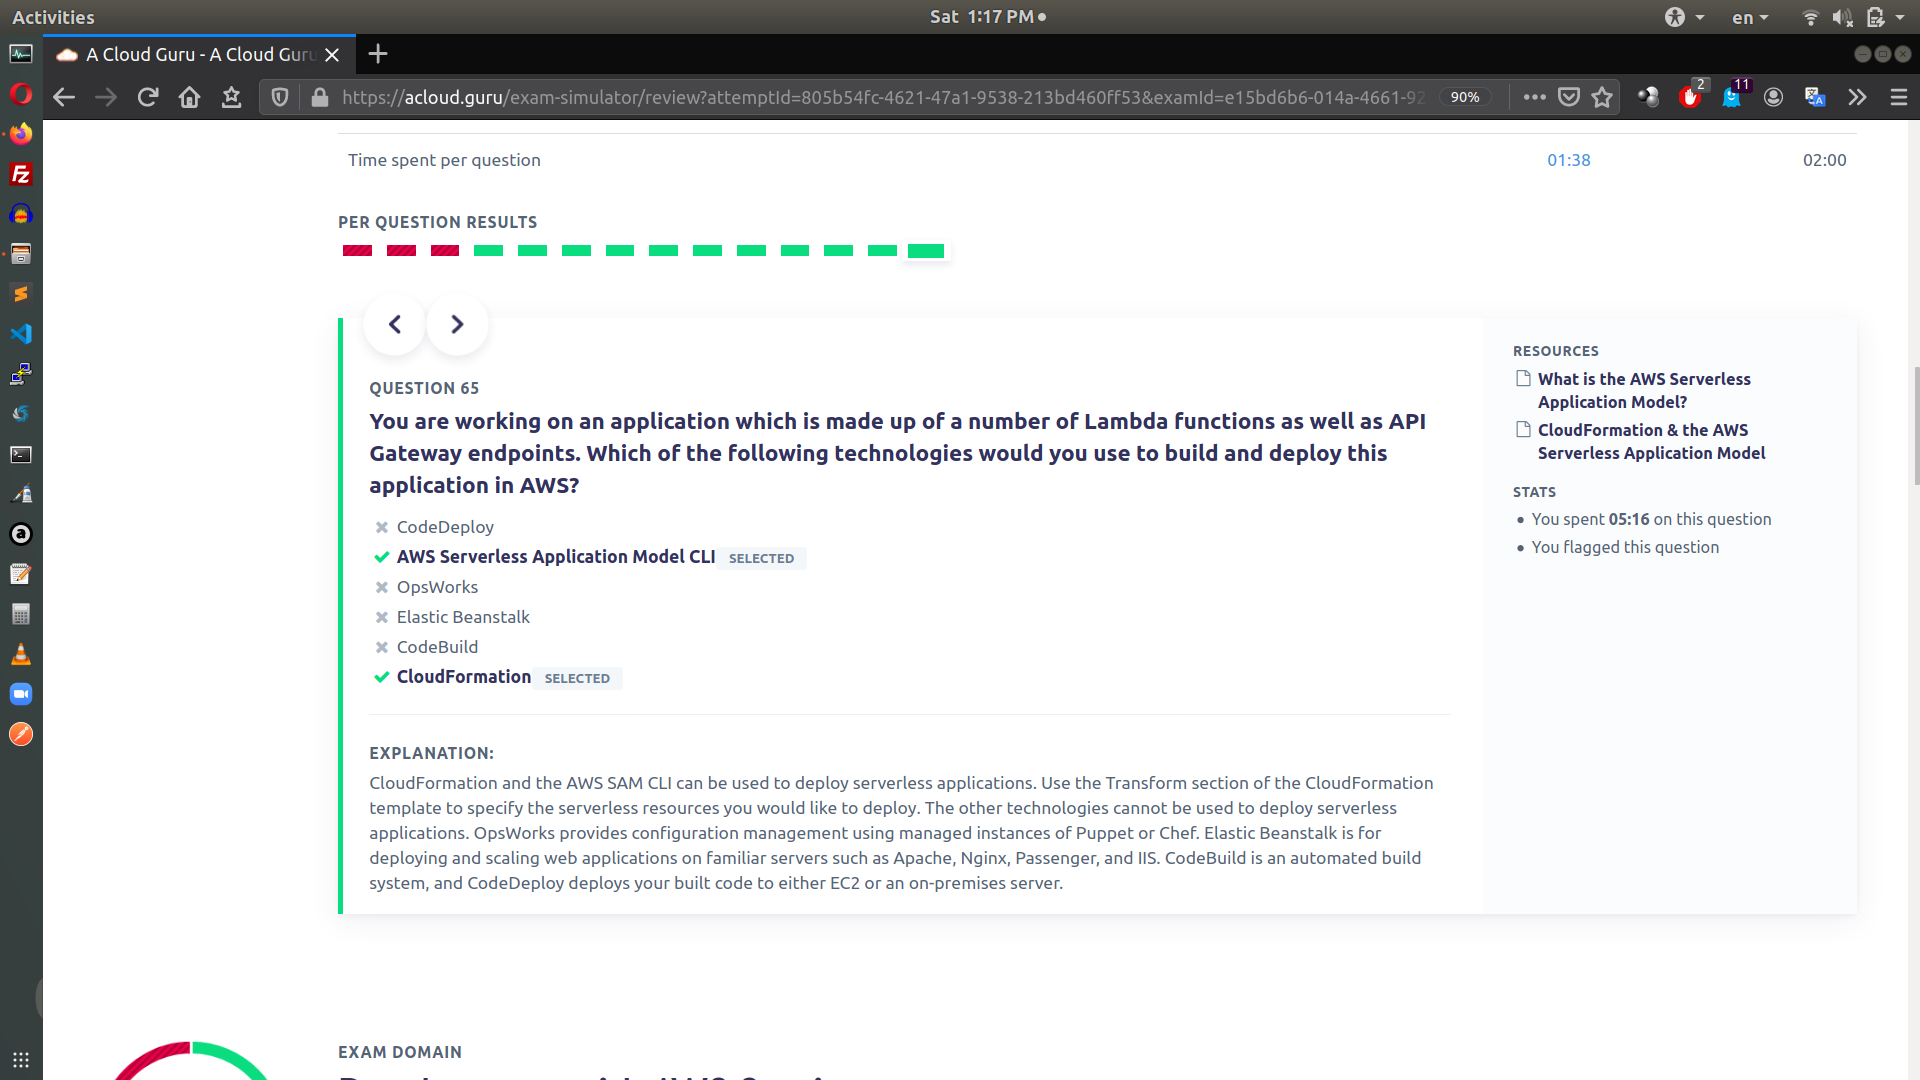 Activities
Sat 1:17 PM
en
A Cloud Guru - A Cloud Guru
https://acloud.guru/exam-simulator/review?attemptId=805b54fc-4621-47a1-9538-213bd460ff53&examId=e15bd6b6-014a-4661-92
90%
2
11
Time spent per question
01:38
02:00
PER QUESTION RESULTS
QUESTION 65
You are working on an application which is made up of a number of Lambda functions as well as API
Gateway endpoints. Which of the following technologies would you use to build and deploy this
application in AWS?
CodeDeploy
AWS Serverless Application Model CLI SELECTED
OpsWorks
Elastic Beanstalk
CodeBuild
CloudFormation SELECTED
EXPLANATION:
CloudFormation and the AWS SAM CLI can be used to deploy serverless applications. Use the Transform section of the CloudFormation
template to specify the serverless resources you would like to deploy. The other technologies cannot be used to deploy serverless
applications. OpsWorks provides configuration management using managed instances of Puppet or Chef. Elastic Beanstalk is for
deploying and scaling web applications on familiar servers such as Apache, Nginx, Passenger, and IIS. CodeBuild is an automated build
system, and CodeDeploy deploys your built code to either EC2 or an on-premises server.
RESOURCES
What is the AWS Serverless
Application Model?
CloudFormation & the AWS
Serverless Application Model
STATS
You spent 05:16 on this question
You flagged this question
EXAM DOMAIN